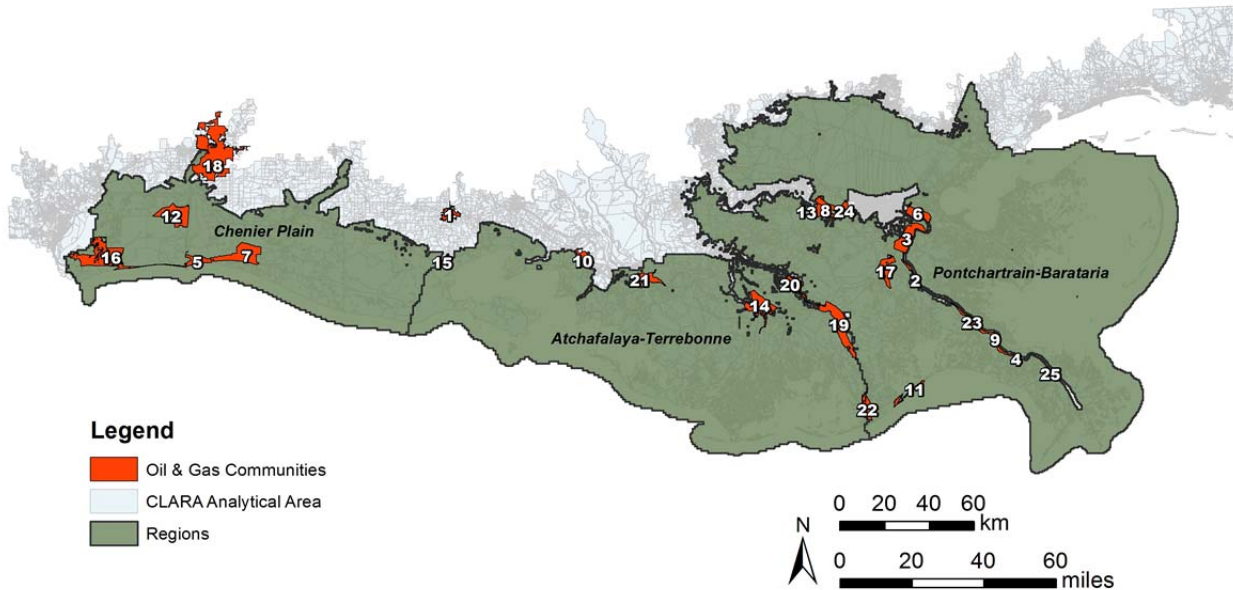 18
12
1
Chenier Plain
16
5
7
15
10
21
14
20
19
22
11
13
8
24
6
3
17
2
Pontchartrain-Barataria
23
9
4
25
Atchafalaya-Terrebonne
Legend
Oil & Gas Communities
CLARA Analytical Area
Regions
N
0 20 40 60
km
0 20 40 60
miles